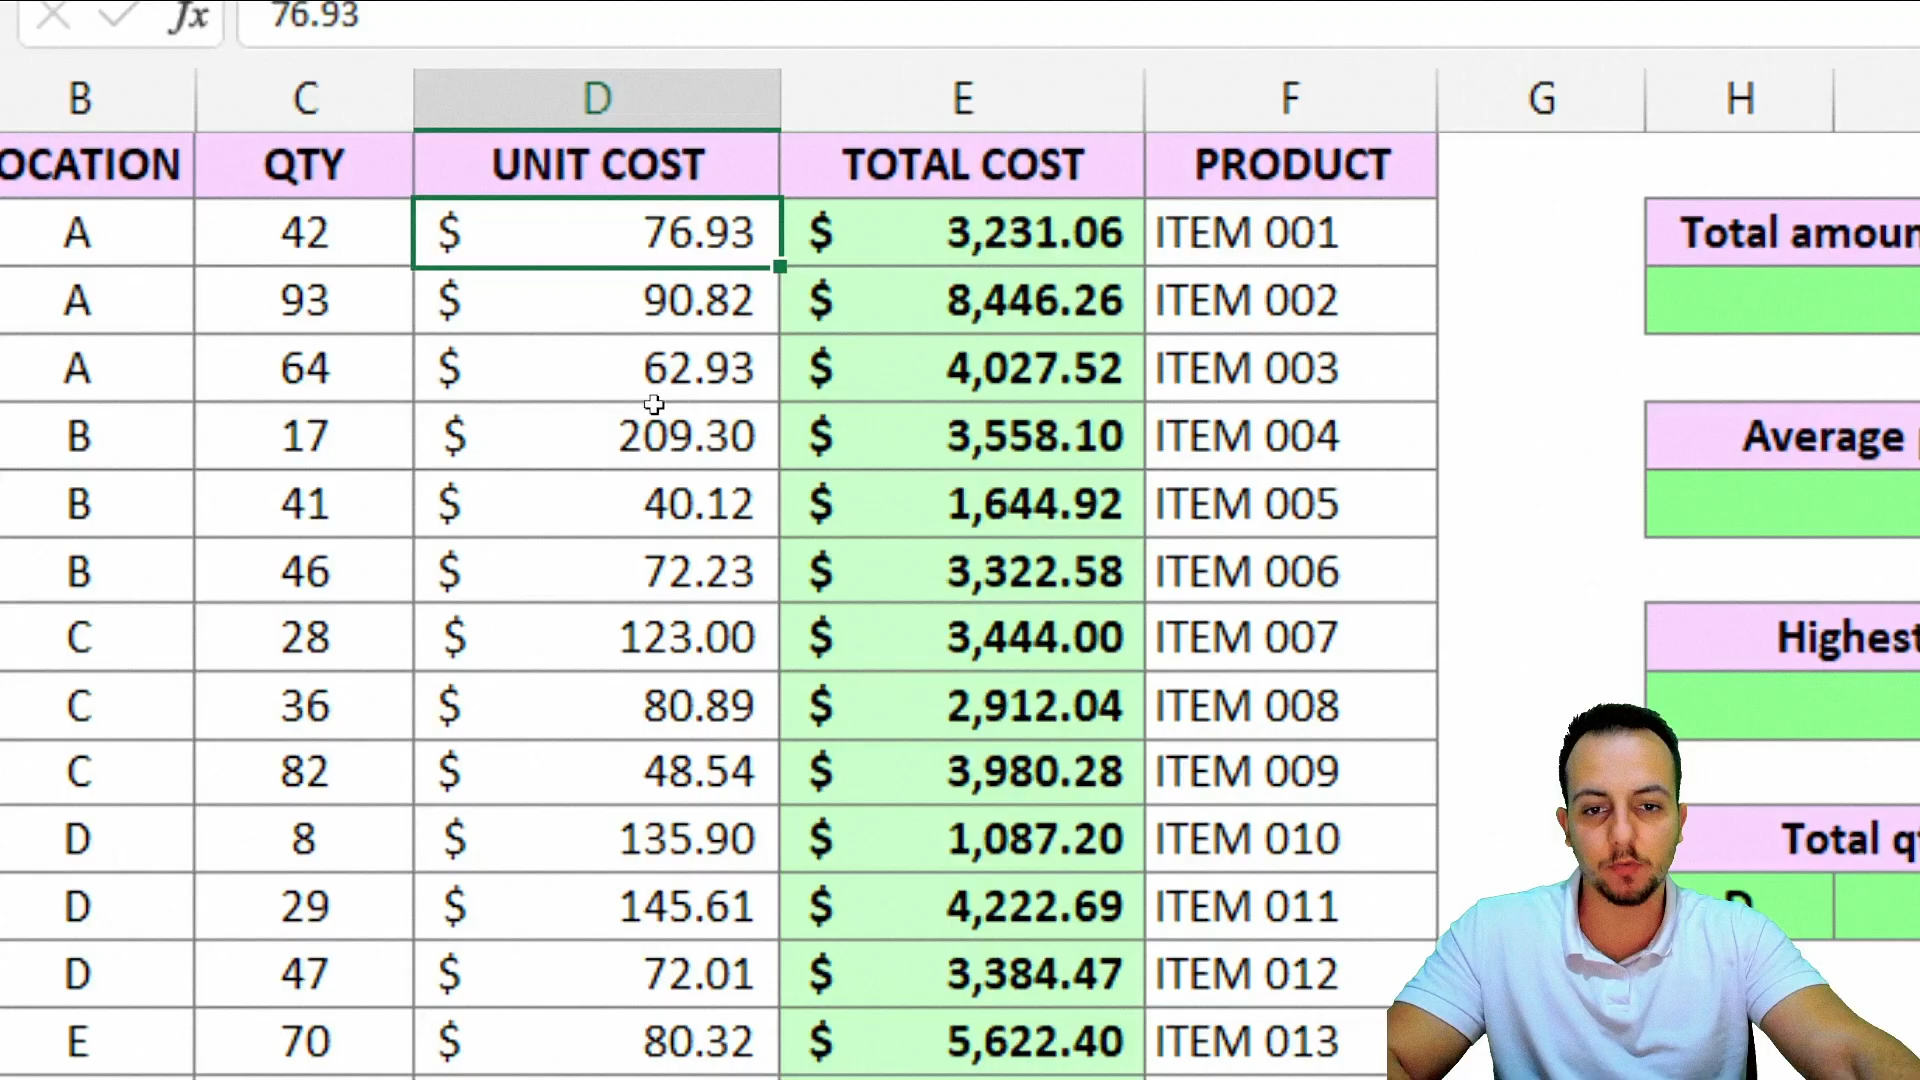 fx 76.93
B C D E F G H
OCATION QTY UNIT COST TOTAL COST PRODUCT
A 42 $ 76.93 $ 3,231.06 ITEM 001 Total amoun
A 93 $ 90.82 $ 8,446.26 ITEM 002
A 64 $ 62.93 $ 4,027.52 ITEM 003
B 17 $ 209.30 $ 3,558.10 ITEM 004 Average
B 41 $ 40.12 $ 1,644.92 ITEM 005
B 46 $ 72.23 $ 3,322.58 ITEM 006
C 28 $ 123.00 $ 3,444.00 ITEM 007 Highest
C 36 $ 80.89 $ 2,912.04 ITEM 008
C 82 $ 48.54 $ 3,980.28 ITEM 009
D 8 $ 135.90 $ 1,087.20 ITEM 010 Total q
D 29 $ 145.61 $ 4,222.69 ITEM 011 D
D 47 $ 72.01 $ 3,384.47 ITEM 012
E 70 $ 80.32 $ 5,622.40 ITEM 013